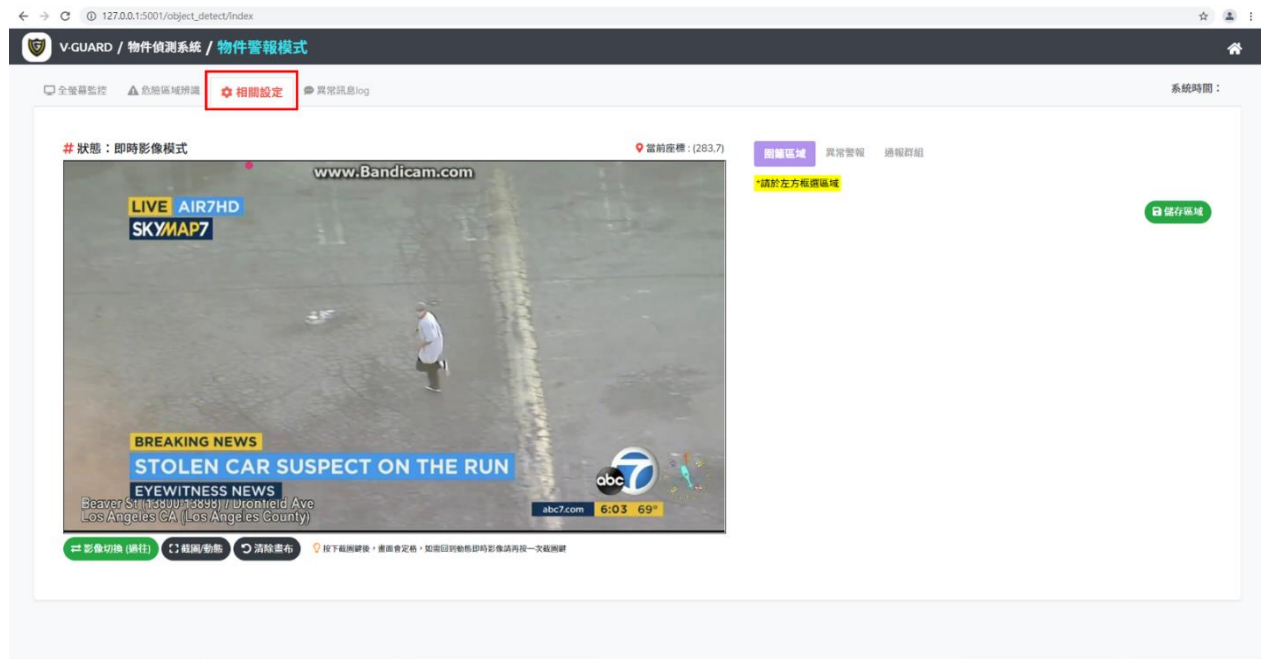 127.0.0.1:5001/object_detect/index
V-GUARD / 物件偵測系統 / 物件警報模式
全螢幕監控 危險區域辨識 相關設定 異常訊息log 系統時間：
# 狀態：即時影像模式 當前座標 : (283,7)
圍籬區域 異常警報 通報群組
*請於左方框選區域
儲存區域
www.Bandicam.com
LIVE AIR7HD
SKYMAP7
BREAKING NEWS
STOLEN CAR SUSPECT ON THE RUN
EYEWITNESS NEWS
Beaver St (13800-13898) / Dronfield Ave
Los Angeles CA (Los Angeles County)
abc 7
abc7.com 6:03 69°
影像切換 (過往) 截圖/動態 清除畫布 按下截圖鍵後，畫面會定格，如需回到動態即時影像請再按一次截圖鍵